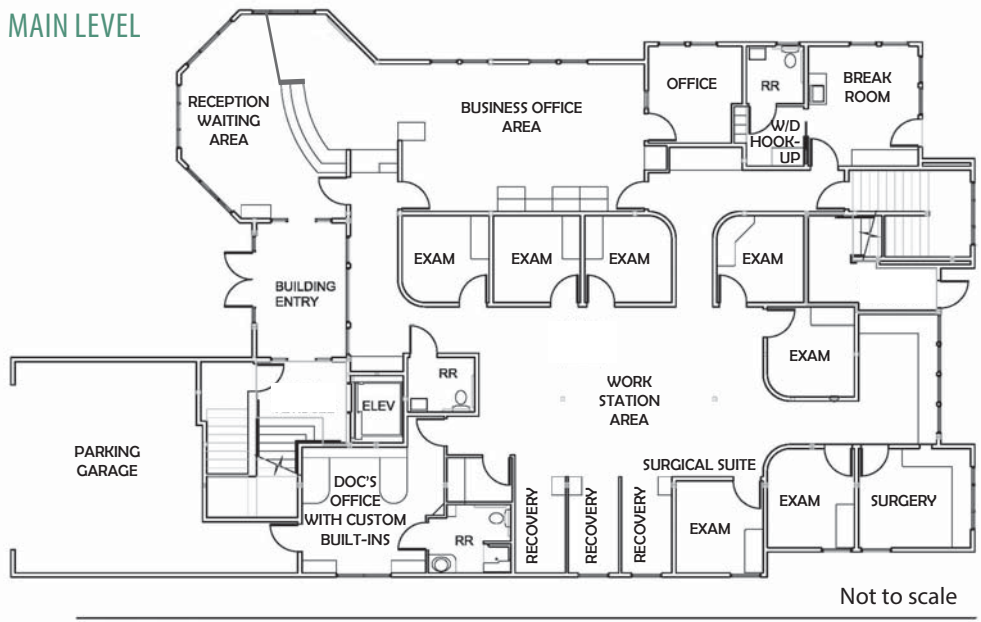 MAIN LEVEL
RECEPTION
WAITING
AREA
BUSINESS OFFICE
AREA
OFFICE
RR
BREAK
ROOM
W/D
HOOK-
UP
EXAM
EXAM
EXAM
EXAM
BUILDING
ENTRY
EXAM
RR
ELEV
WORK
STATION
AREA
PARKING
GARAGE
DOC'S
OFFICE
WITH CUSTOM
BUILT-INS
RR
RECOVERY
RECOVERY
RECOVERY
SURGICAL SUITE
EXAM
EXAM
SURGERY
Not to scale